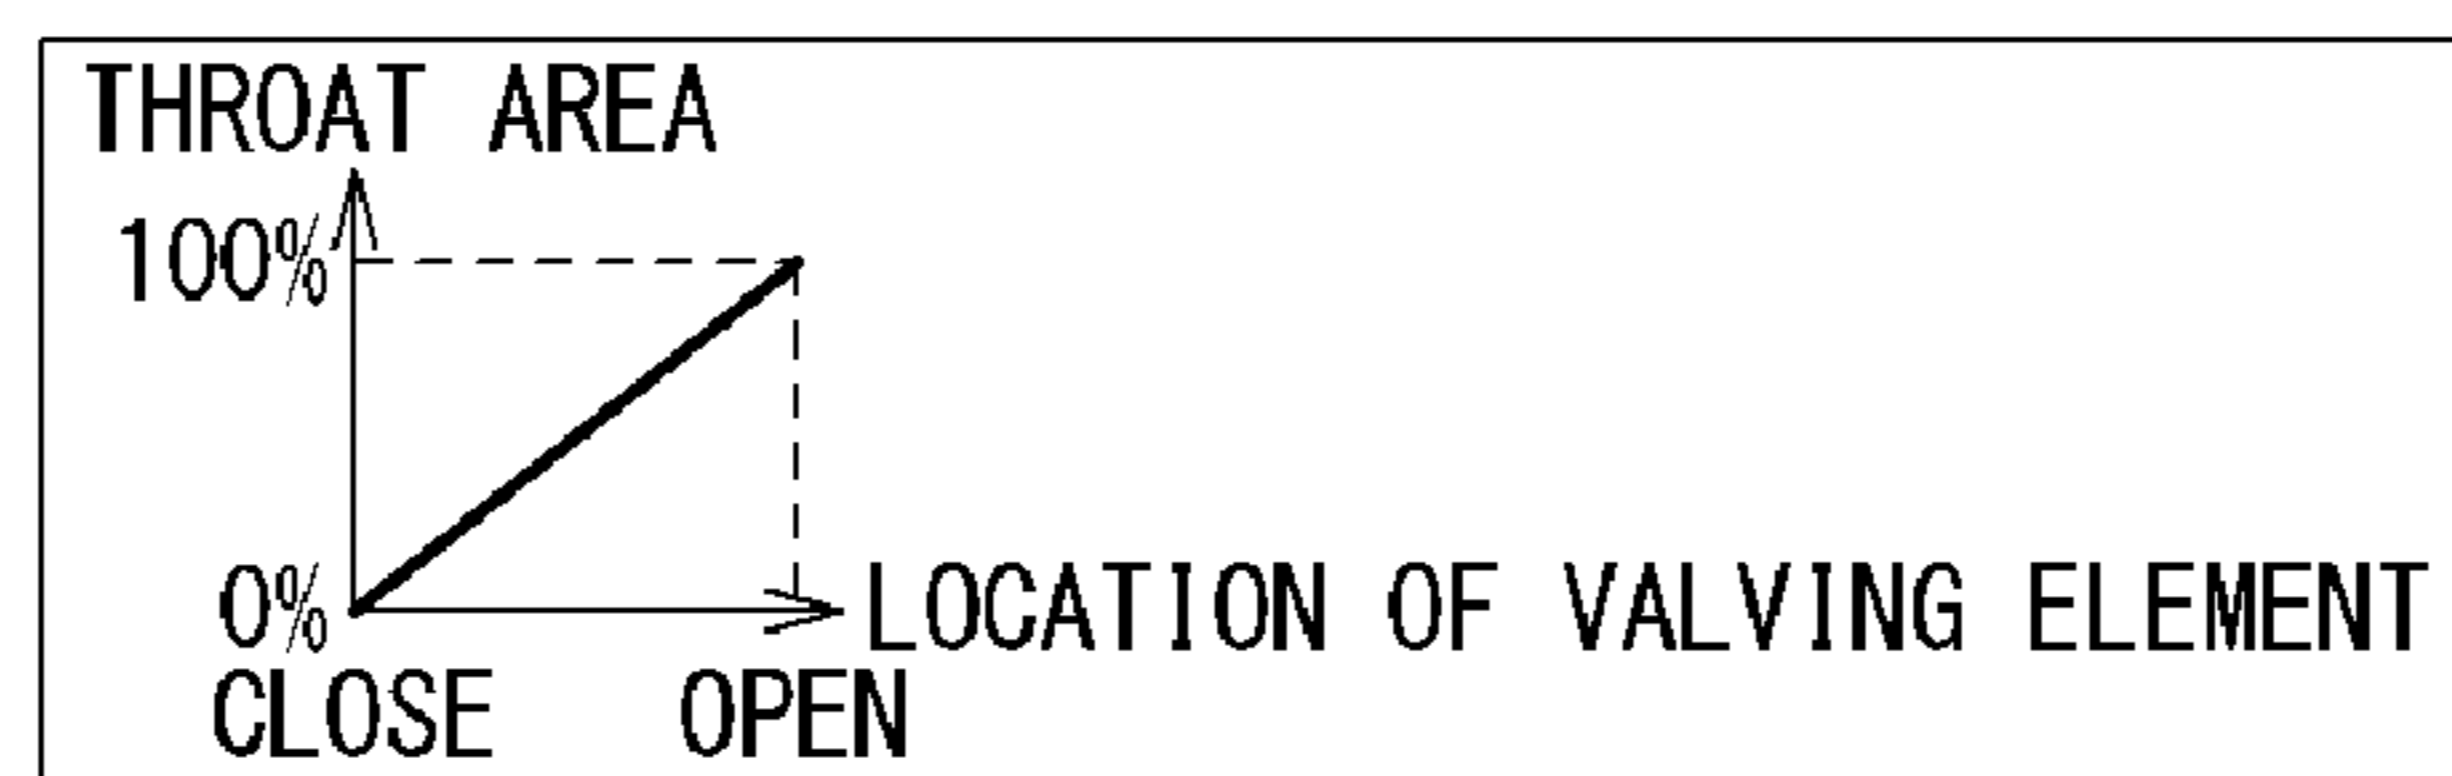 THROAT AREA
100%
0%
LOCATION OF VALVING ELEMENT
CLOSE OPEN